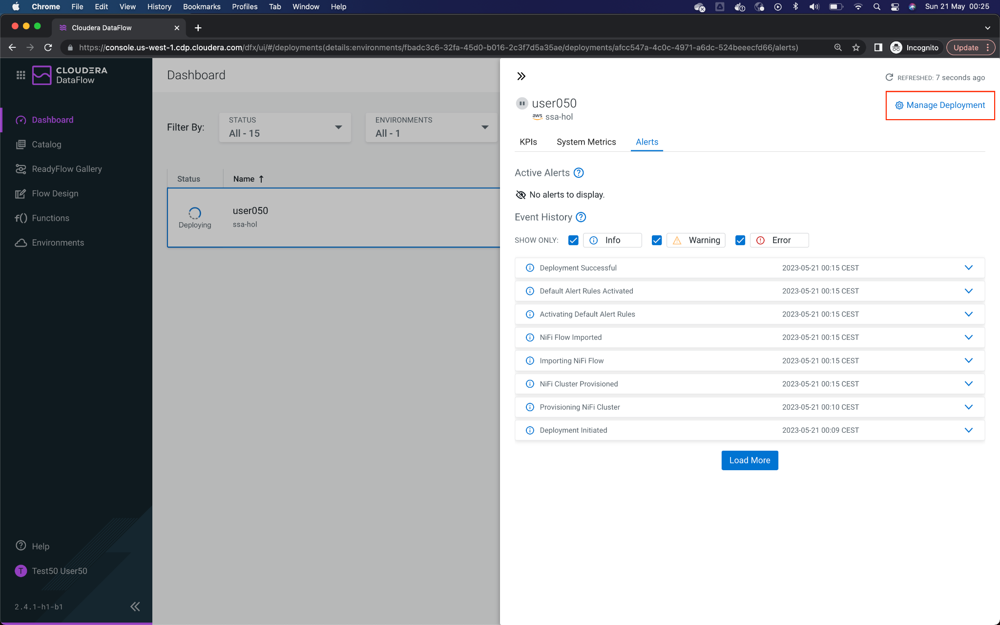 Chrome File Edit View History Bookmarks Profiles Tab Window Help Sun 21 May 00:25
Cloudera DataFlow
https://console.us-west-1.cdp.cloudera.com/dfx/ui/#/deployments(details:environments/fbadc3c6-32fa-45d0-b016-2c3f7d5a35ae/deployments/afcc547a-4c0c-4971-a6dc-524beeecfd66/alerts) Incognito Update
CLOUDERA
DataFlow
Dashboard
Catalog
ReadyFlow Gallery
Flow Design
f() Functions
Environments
Help
T Test50 User50
2.4.1-h1-b1
Dashboard
Filter By:
STATUS
All - 15
ENVIRONMENTS
All - 1
Status Name
Deploying
user050
ssa-hol
REFRESHED: 7 seconds ago
user050
aws ssa-hol
Manage Deployment
KPIs System Metrics Alerts
Active Alerts
No alerts to display.
Event History
SHOW ONLY: Info Warning Error
Deployment Successful 2023-05-21 00:15 CEST
Default Alert Rules Activated 2023-05-21 00:15 CEST
Activating Default Alert Rules 2023-05-21 00:15 CEST
NiFi Flow Imported 2023-05-21 00:15 CEST
Importing NiFi Flow 2023-05-21 00:15 CEST
NiFi Cluster Provisioned 2023-05-21 00:15 CEST
Provisioning NiFi Cluster 2023-05-21 00:10 CEST
Deployment Initiated 2023-05-21 00:09 CEST
Load More